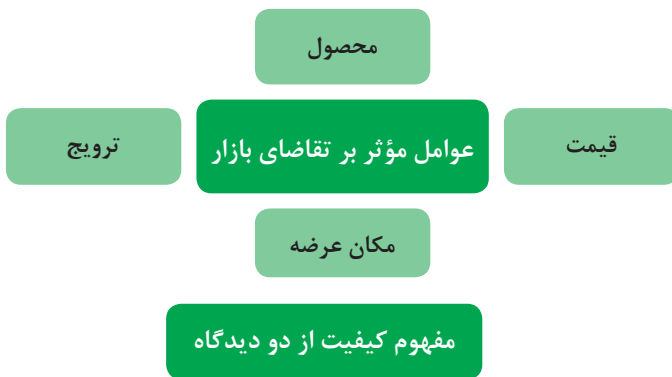 محصول
قیمت
عوامل مؤثر بر تقاضای بازار
ترویج
مکان عرضه
مفهوم کیفیت از دو دیدگاه